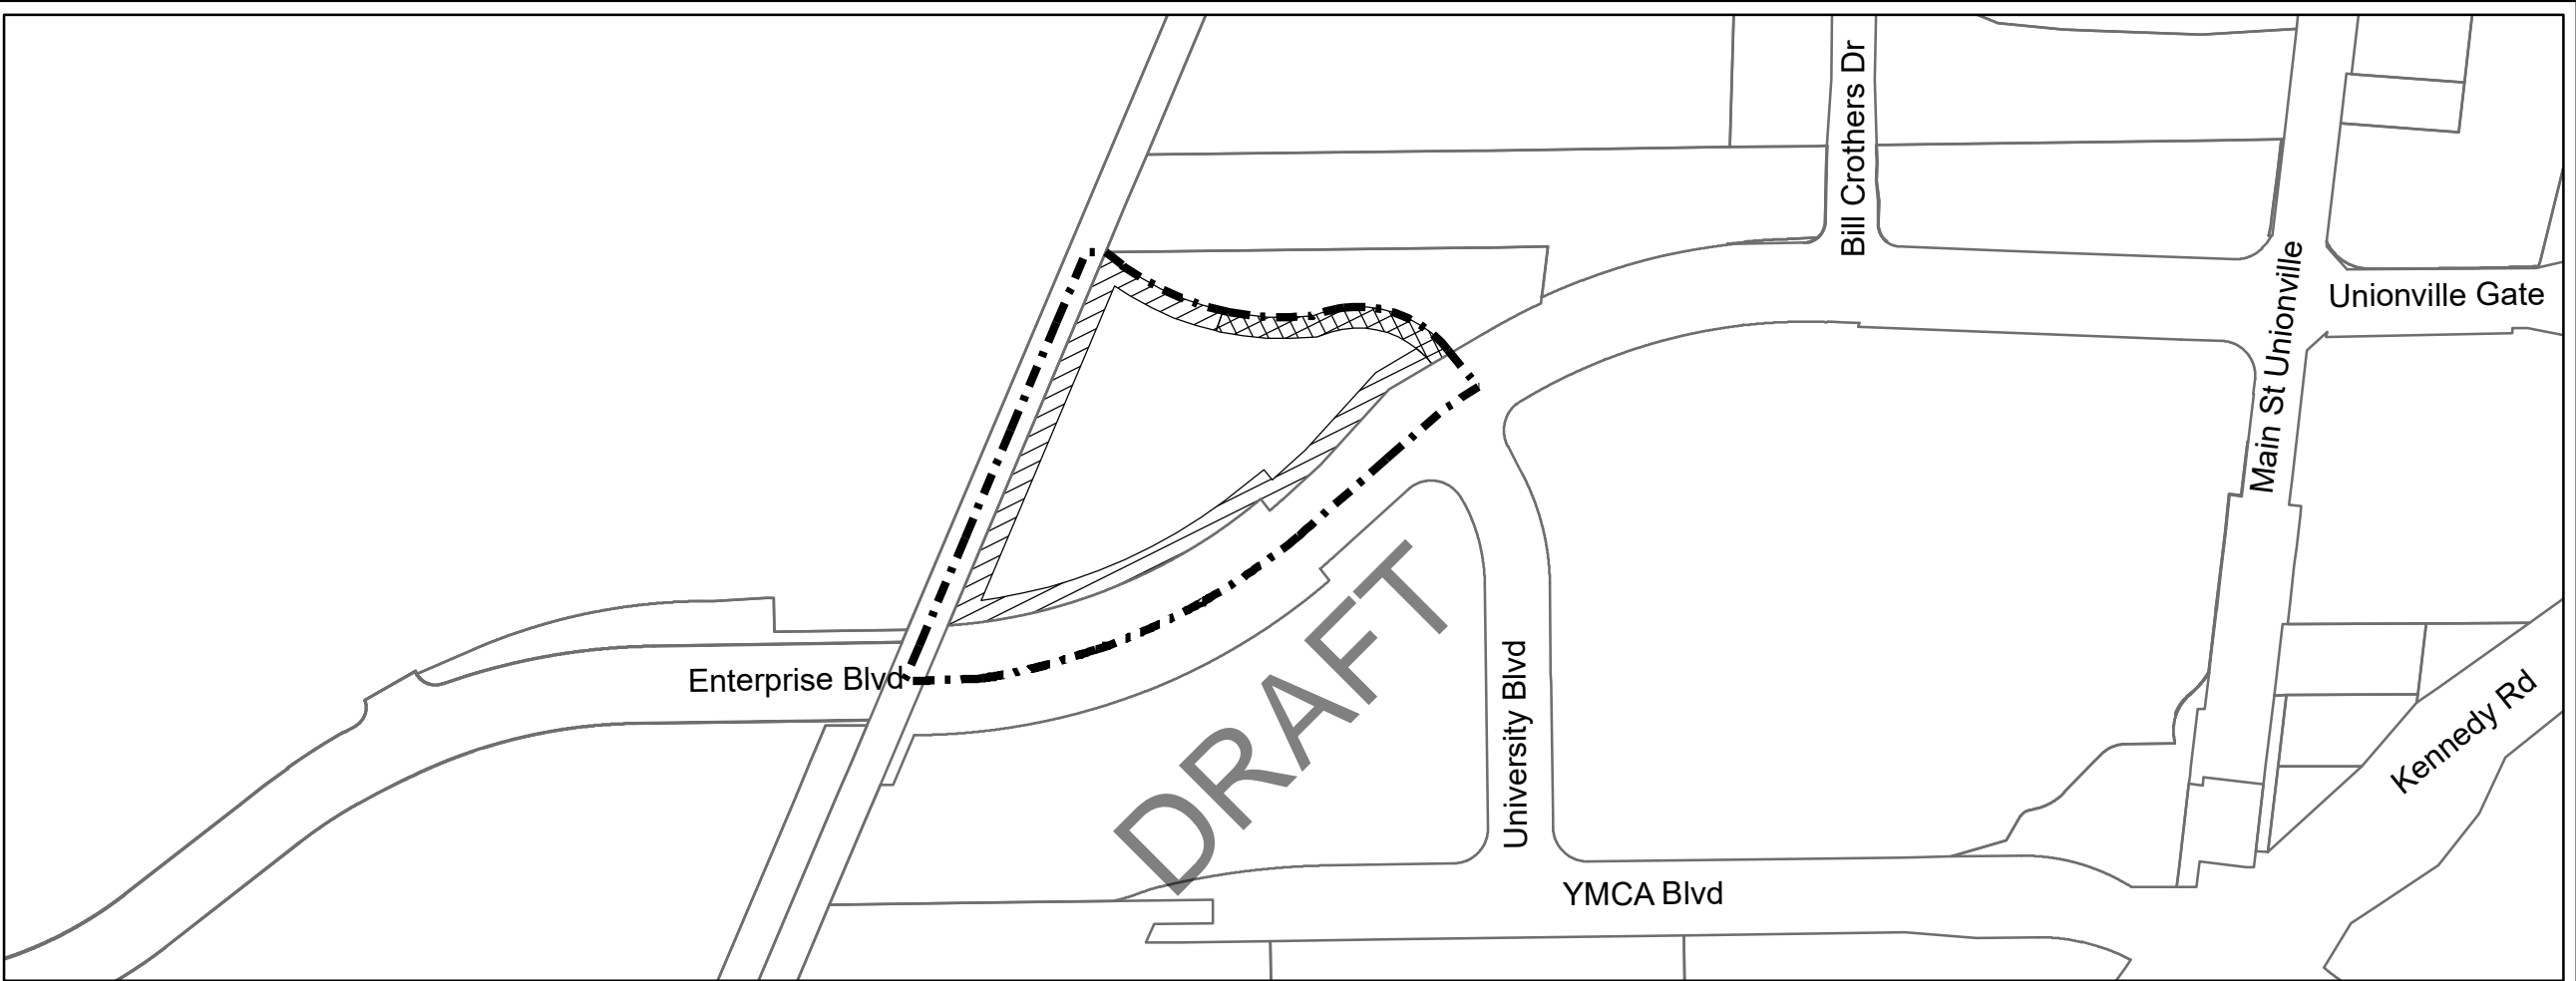 Bill Crothers Dr
Main St Unionville
Unionville Gate
Enterprise Blvd
DRAFT
University Blvd
Kennedy Rd
YMCA Blvd